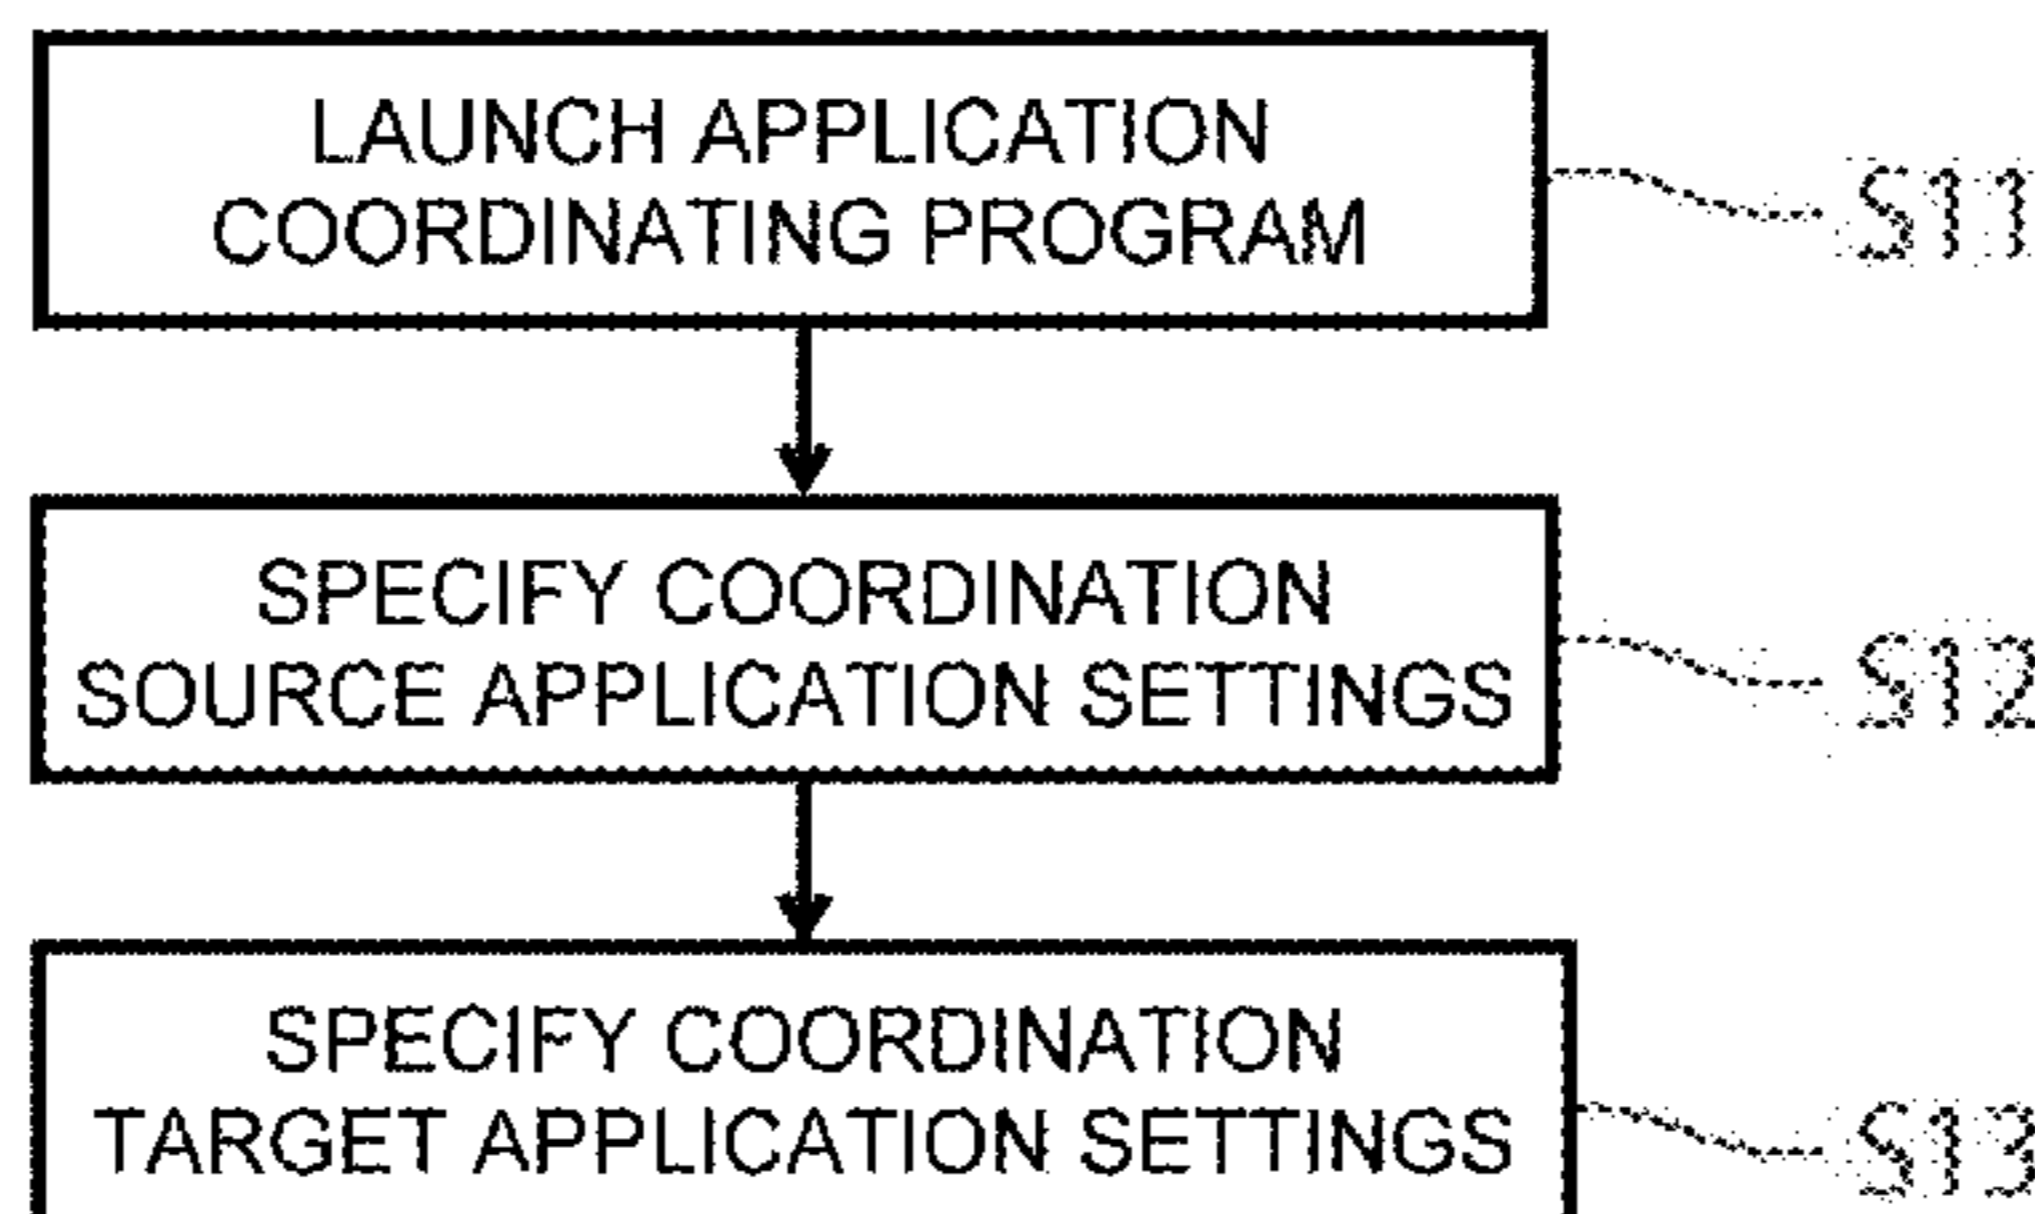 LAUNCH APPLICATION
COORDINATING PROGRAM
S11
SPECIFY COORDINATION
SOURCE APPLICATION SETTINGS
S12
SPECIFY COORDINATION
TARGET APPLICATION SETTINGS
S13